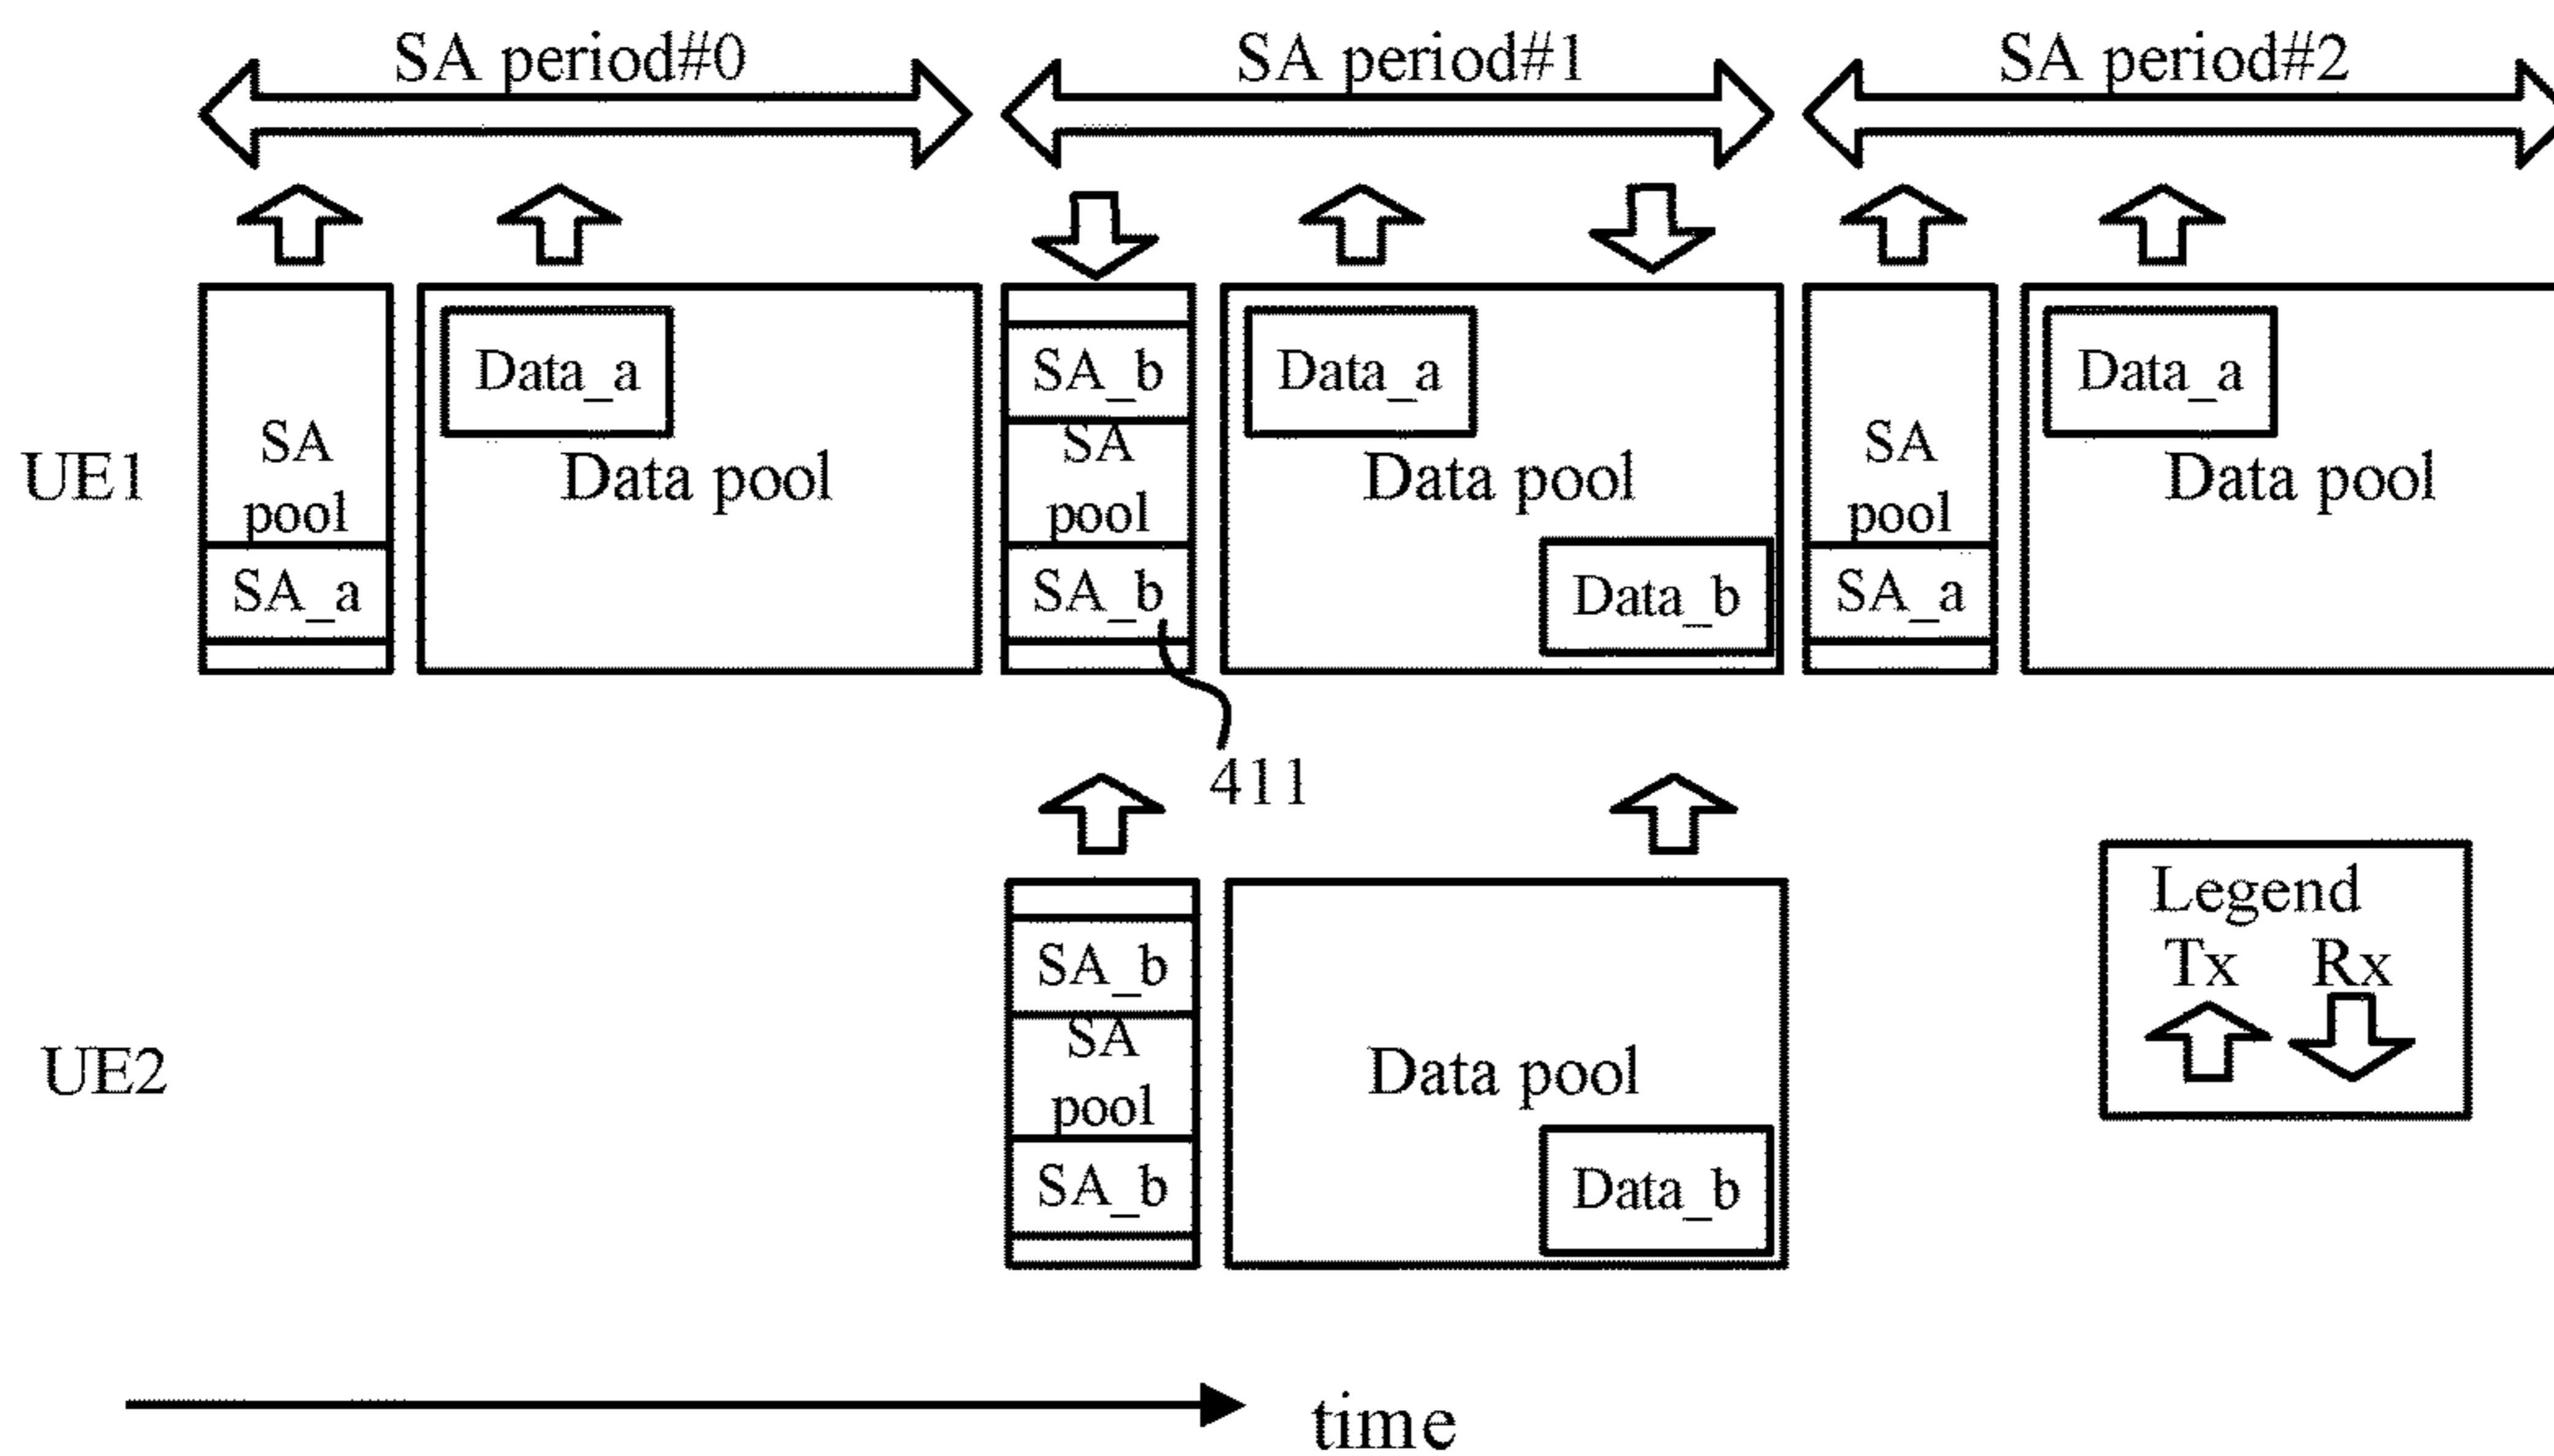 SA period#0
SA period#1
SA period#2
UE1
SA
pool
SA_a
Data_a
Data pool
SA_b
SA
pool
SA_b
Data_a
Data pool
Data_b
SA
pool
SA_a
Data_a
Data pool
411
UE2
SA_b
SA
pool
SA_b
Data pool
Data_b
Legend
Tx Rx
time